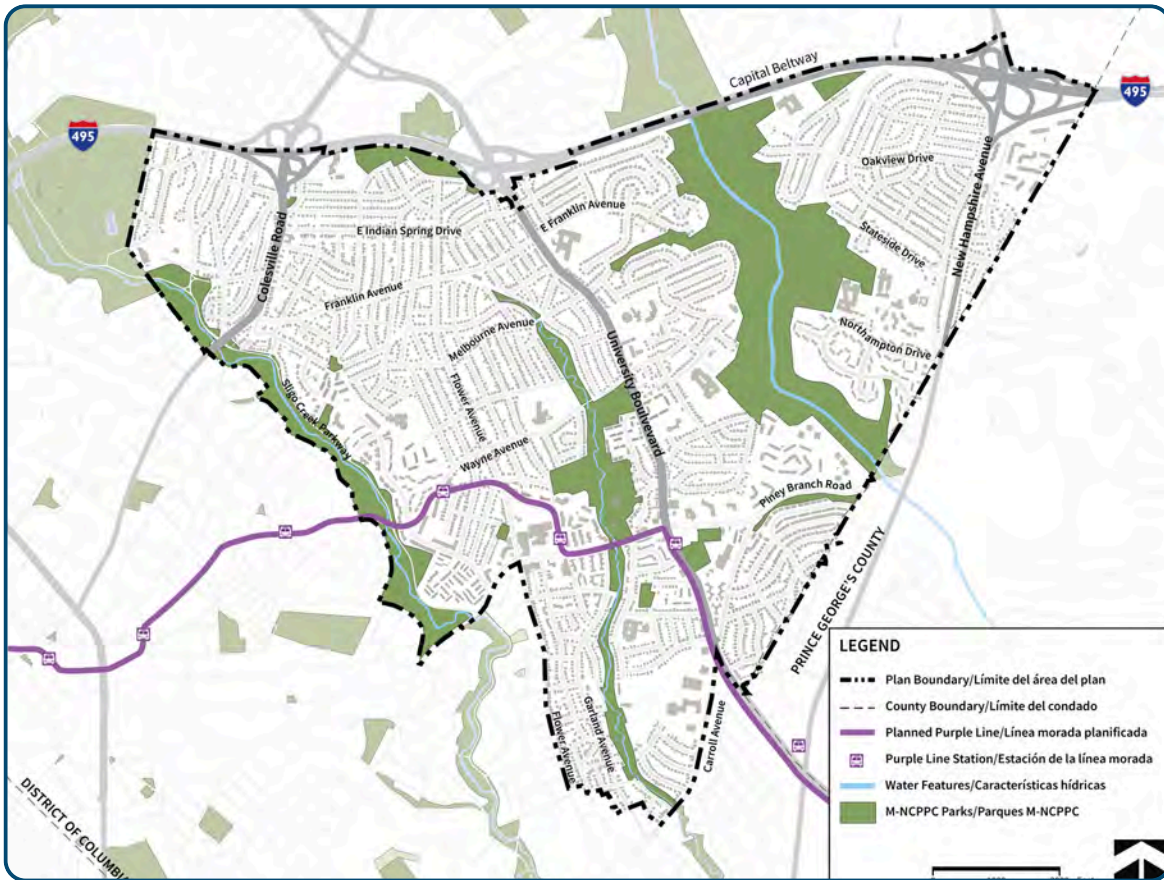 Capital Beltway
495
495
Oakview Drive
New Hampshire Avenue
E Franklin Avenue
E Indian Spring Drive
Colesville Road
Stateside Drive
Franklin Avenue
Northampton Drive
Melbourne Avenue
University Boulvevard
Flower Avenue
Sligo Creek Parkway
Wayne Avenue
Piney Branch Road
PRINCE GEORGE'S COUNTY
Flower Avenue
Garland Avenue
Carroll Avenue
DISTRICT OF COLUMBIA
LEGEND
Plan Boundary/Límite del área del plan
County Boundary/Límite del condado
Planned Purple Line/Línea morada planificada
Purple Line Station/Estación de la línea morada
Water Features/Características hídricas
M-NCPPC Parks/Parques M-NCPPC